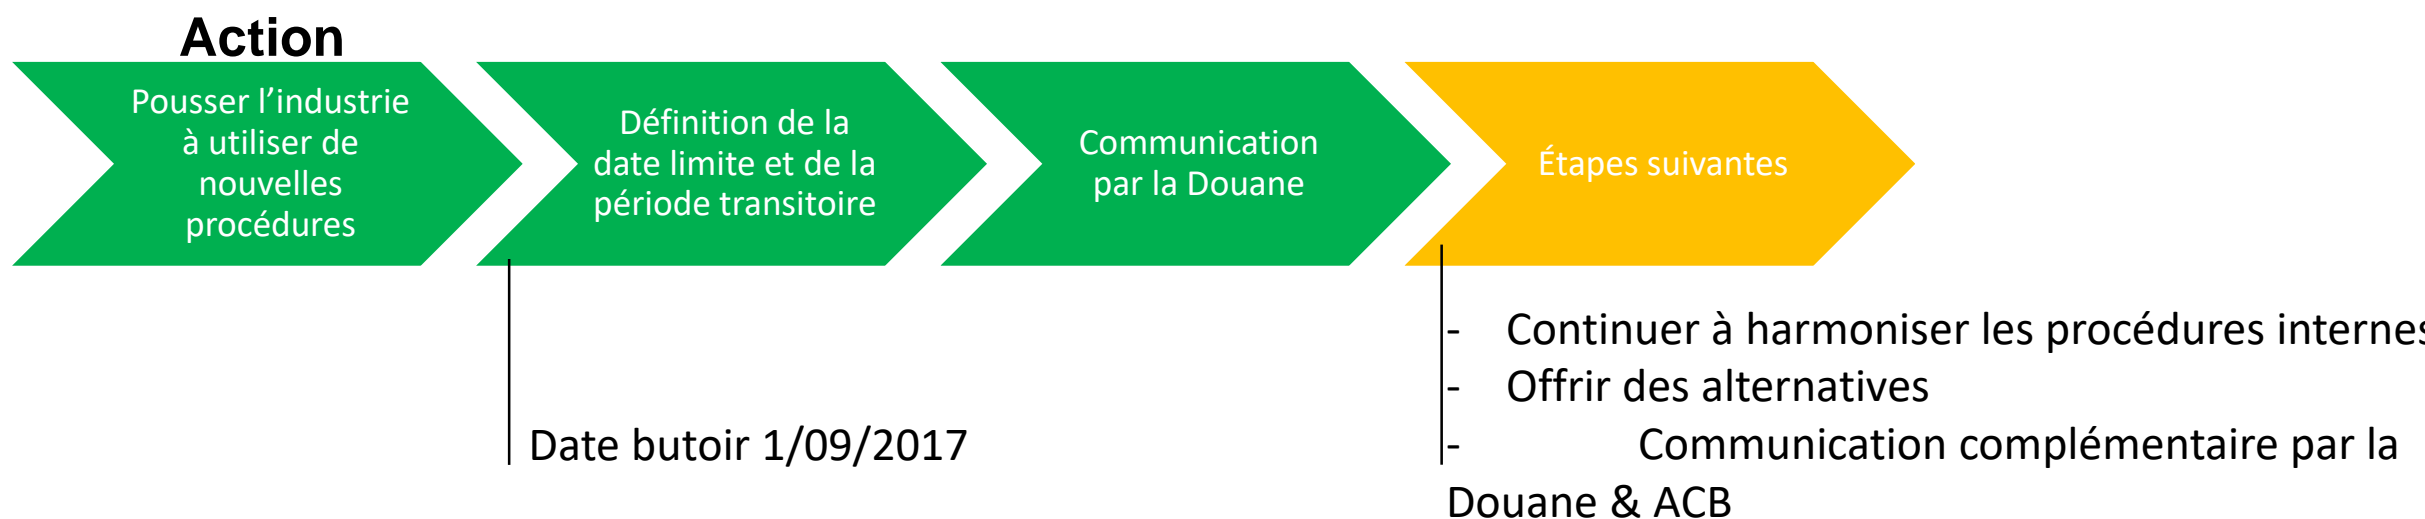 Action
Pousser l’industrie
à utiliser de
nouvelles
procédures
Définition de la
date limite et de la
période transitoire
Communication
par la Douane
Étapes suivantes
Date butoir 1/09/2017
- Continuer à harmoniser les procédures internes
- Offrir des alternatives
- Communication complémentaire par la
Douane & ACB